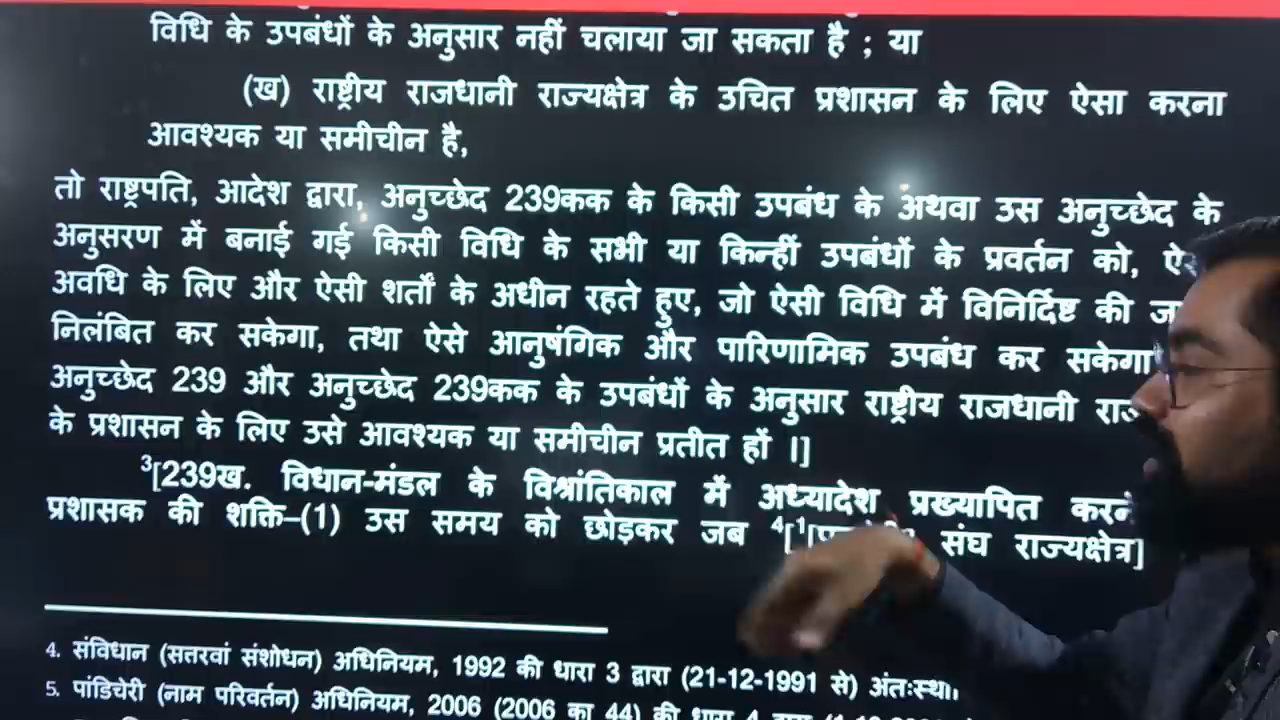 विधि के उपबंधों के अनुसार नहीं चलाया जा सकता है ; या
(ख) राष्ट्रीय राजधानी राज्यक्षेत्र के उचित प्रशासन के लिए ऐसा करना
आवश्यक या समीचीन है,
तो राष्ट्रपति, आदेश द्वारा, अनुच्छेद 239कक के किसी उपबंध के अथवा उस अनुच्छेद के
अनुसरण में बनाई गई किसी विधि के सभी या किन्हीं उपबंधों के प्रवर्तन को,
अवधि के लिए और ऐसी शर्तों के अधीन रहते हुए, जो ऐसी विधि में विनिर्दिष्ट की
निलंबित कर सकेगा, तथा ऐसे आनुषंगिक और पारिणामिक उपबंध कर सकेगा
अनुच्छेद 239 और अनुच्छेद 239कक के उपबंधों के अनुसार राष्ट्रीय राजधानी
के प्रशासन के लिए उसे आवश्यक या समीचीन प्रतीत हों ।]
3[239ख. विधान-मंडल के विश्रांतिकाल में अध्यादेश प्रख्यापित
प्रशासक की शक्ति–(1) उस समय को छोड़कर जब 4[1[ संघ राज्यक्षेत्र]
4. संविधान (सत्तरवां संशोधन) अधिनियम, 1992 की धारा 3 द्वारा (21-12-1991 से) अंतःस्था।
5. पांडिचेरी (नाम परिवर्तन) अधिनियम, 2006 (2006 का 44) की धारा 4